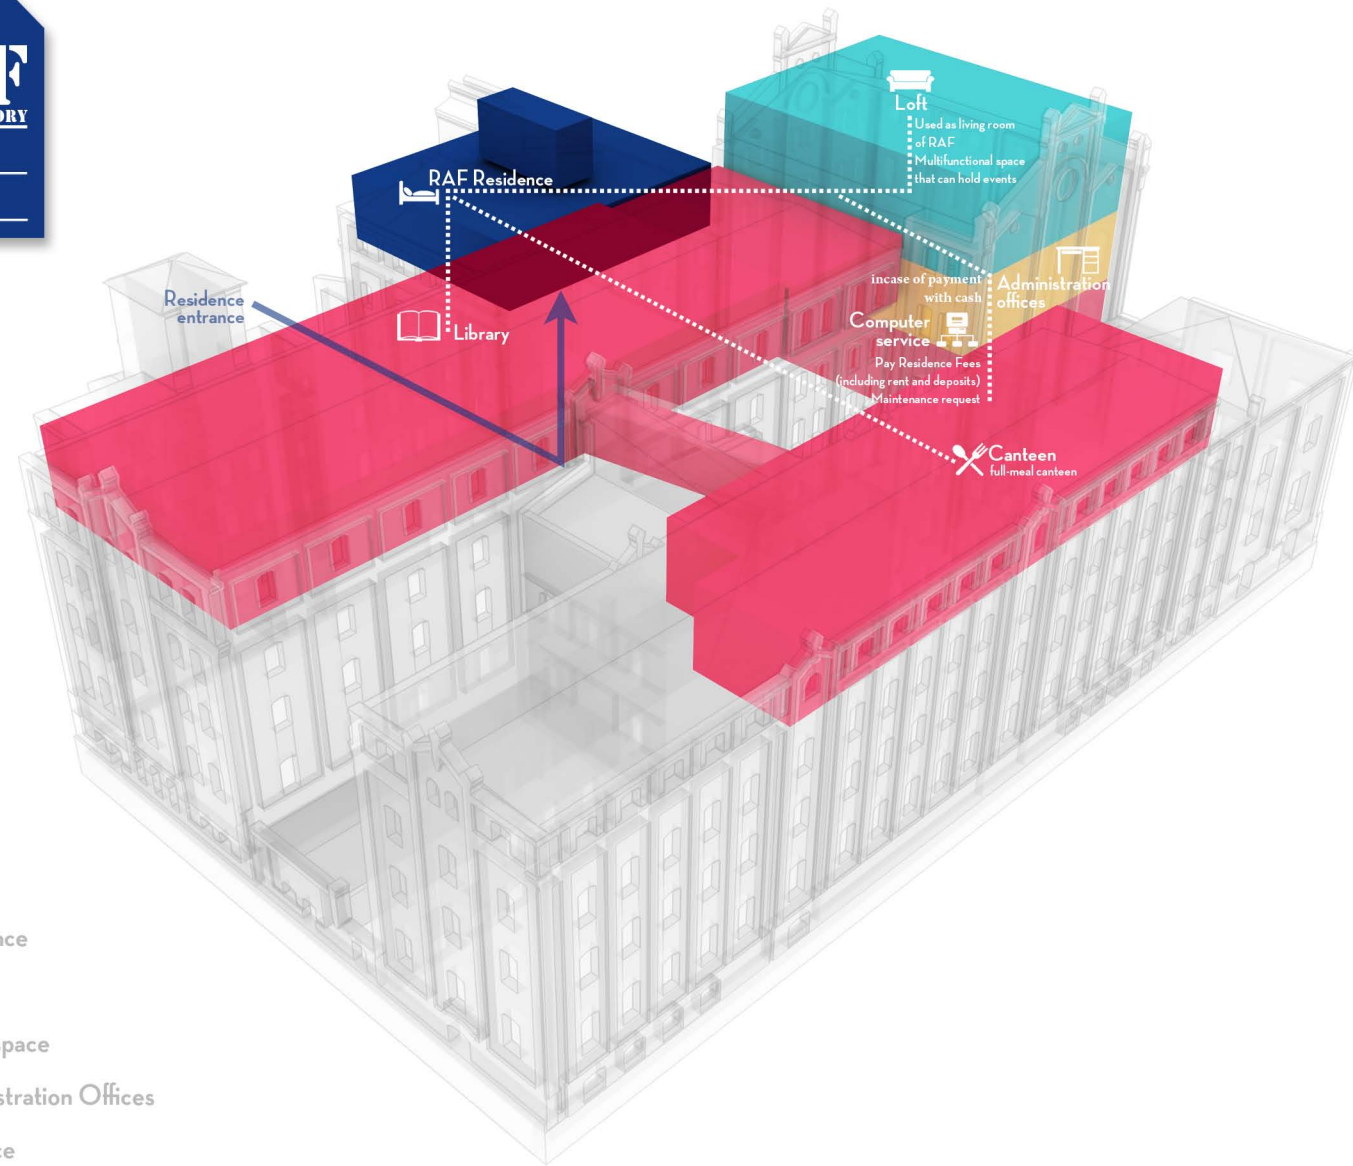 F
ORY
Loft
Used as living room
of RAF
Multifunctional space
that can hold events
RAF Residence
Residence
entrance
Library
incase of payment
with cash
Administration
offices
Computer
service
Pay Residence Fees
(including rent and deposits)
Maintenance request
Canteen
full-meal canteen
nce
space
stration Offices
ce